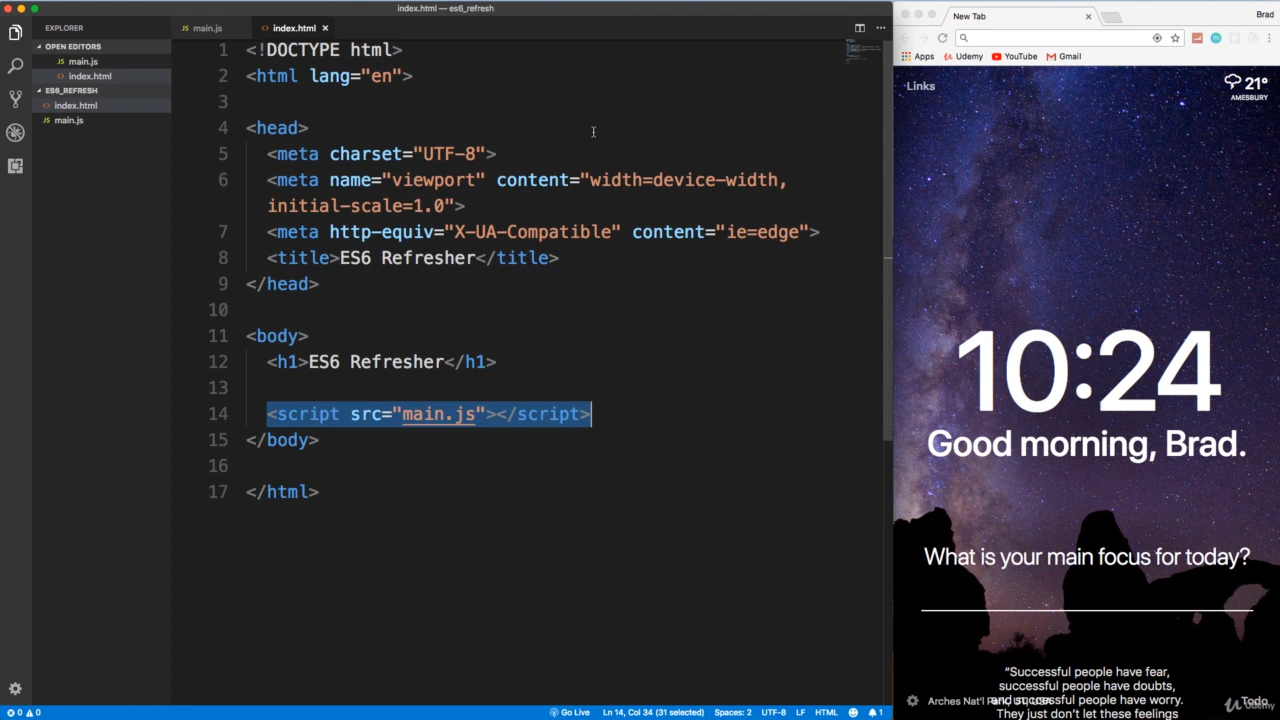 index.html — es6_refresh
EXPLORER
OPEN EDITORS
main.js
index.html
ES6_REFRESH
index.html
main.js
main.js
index.html
1 <!DOCTYPE html>
2 <html lang="en">
3
4 <head>
5 <meta charset="UTF-8">
6 <meta name="viewport" content="width=device-width,
initial-scale=1.0">
7 <meta http-equiv="X-UA-Compatible" content="ie=edge">
8 <title>ES6 Refresher</title>
9 </head>
10
11 <body>
12 <h1>ES6 Refresher</h1>
13
14 <script src="main.js"></script>
15 </body>
16
17 </html>
0 0 Go Live Ln 14, Col 34 (31 selected) Spaces: 2 UTF-8 LF HTML 1
New Tab
Brad
Apps Udemy YouTube Gmail
Links
21°
AMESBURY
10:24
Good morning, Brad.
What is your main focus for today?
“Successful people have fear,
successful people have doubts,
and successful people have worry.
They just don't let these feelings
Arches Nat'l
Todo
Udemy